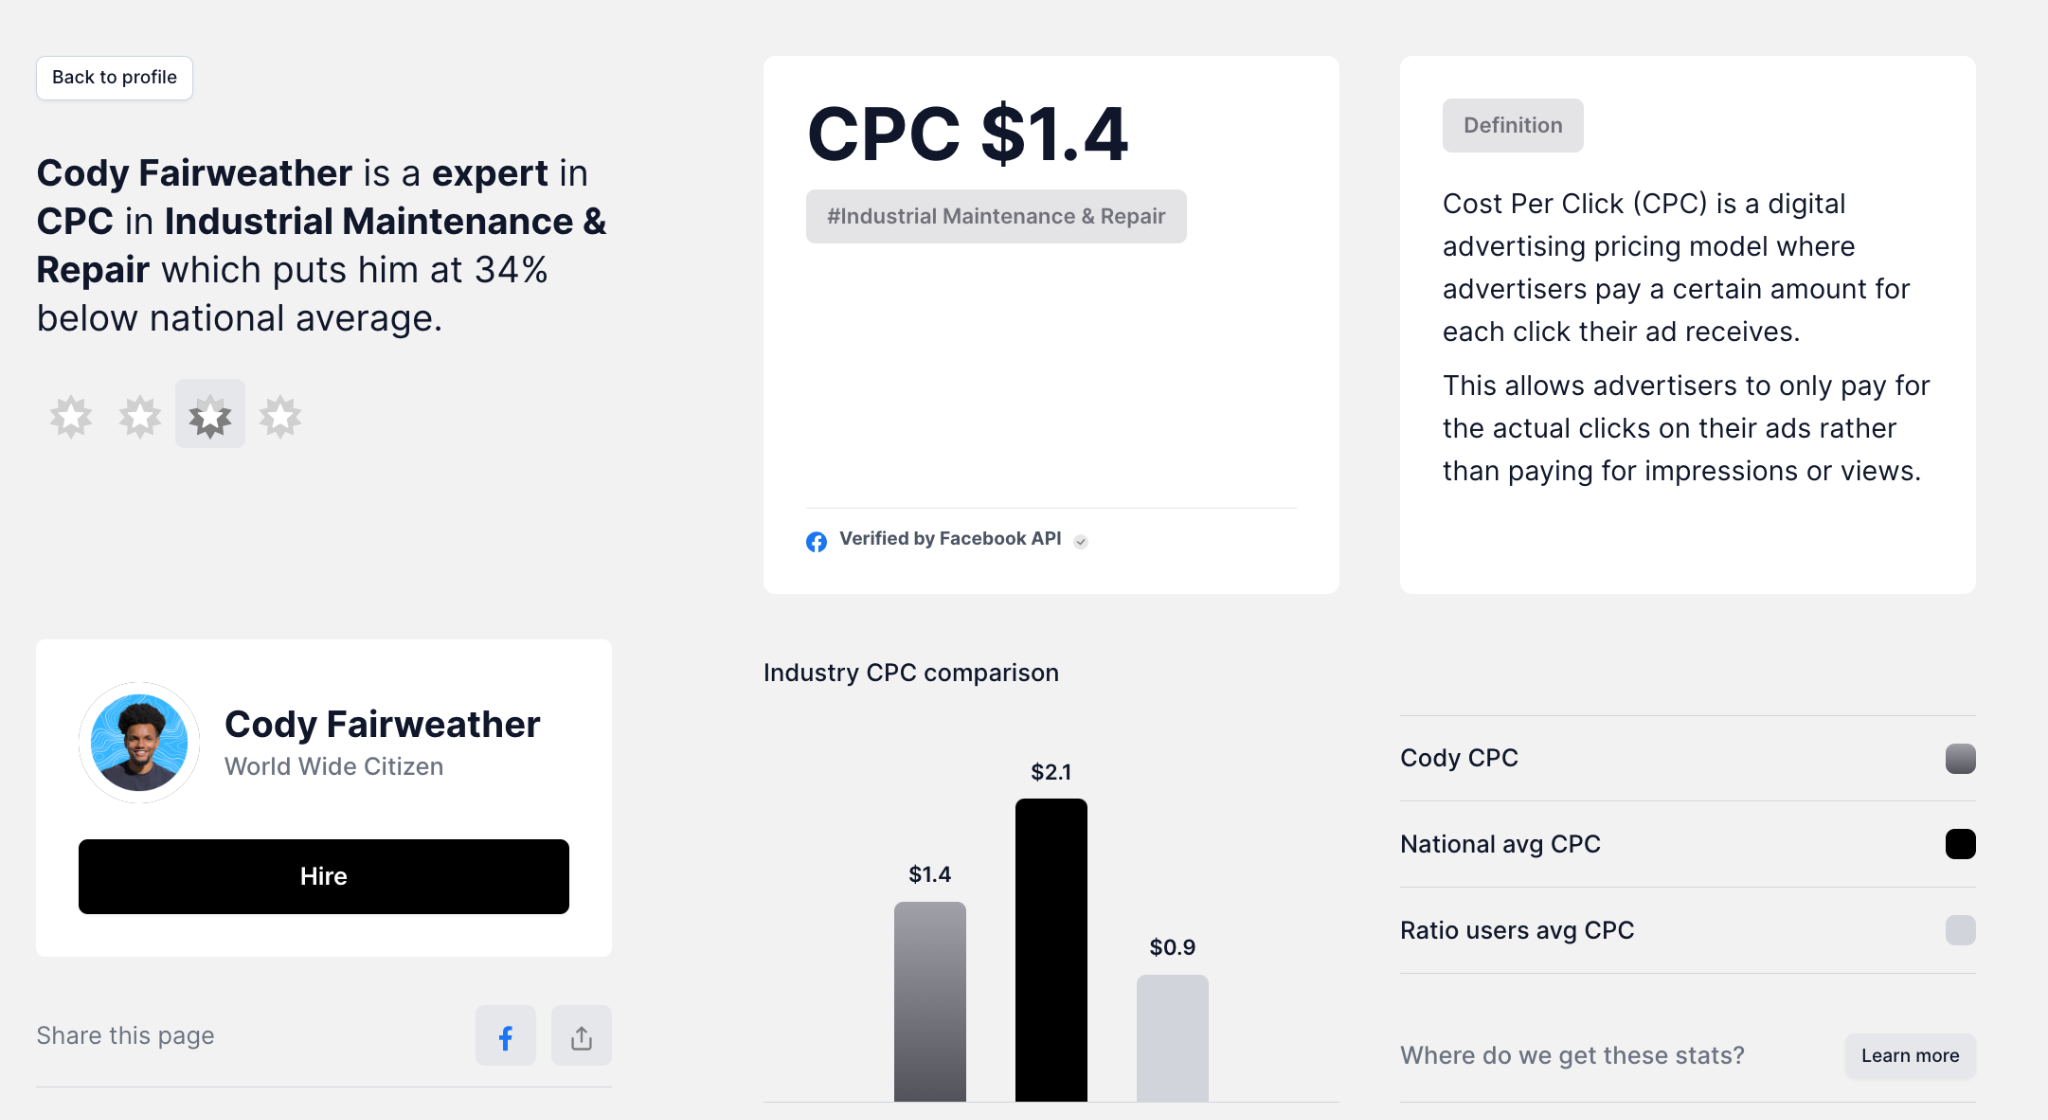 Back to profile
Cody Fairweather is a expert in
CPC in Industrial Maintenance &
Repair which puts him at 34%
below national average.
CPC $1.4
#Industrial Maintenance & Repair
Verified by Facebook API
Definition
Cost Per Click (CPC) is a digital
advertising pricing model where
advertisers pay a certain amount for
each click their ad receives.
This allows advertisers to only pay for
the actual clicks on their ads rather
than paying for impressions or views.
Cody Fairweather
World Wide Citizen
Hire
Share this page
Industry CPC comparison
$1.4
$2.1
$0.9
Cody CPC
National avg CPC
Ratio users avg CPC
Where do we get these stats?
Learn more